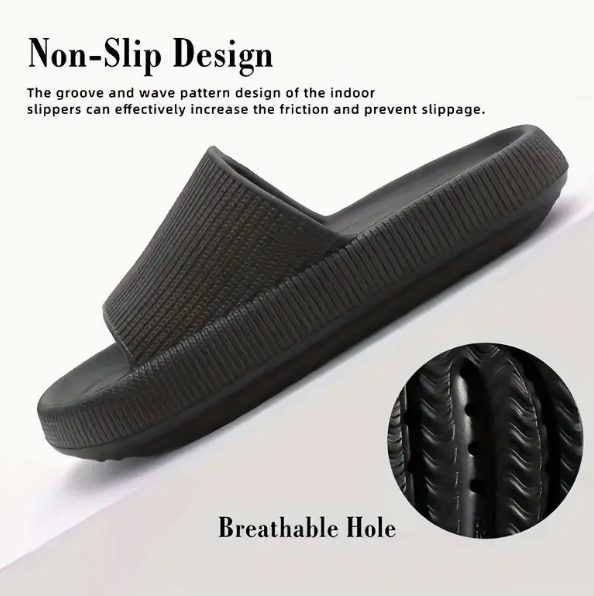 Non-Slip Design
The groove and wave pattern design of the indoor
slippers can effectively increase the friction and prevent slippage.
Breathable Hole